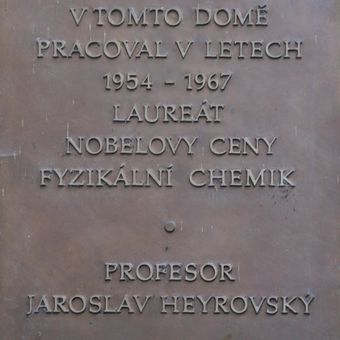 V TOMTO DOMĚ
PRACOVAL V LETECH
1954 - 1967
LAUREÁT
NOBELOVY CENY
FYZIKÁLNÍ CHEMIK
PROFESOR
JAROSLAV HEYROVSKÝ